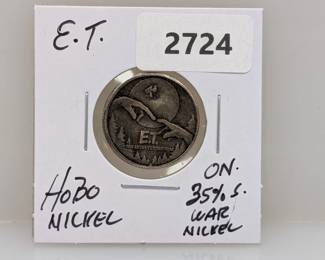 E.T.
2724
E.T.
HOBO
NICKEL
ON.
35% S.
WAR
NICKEL